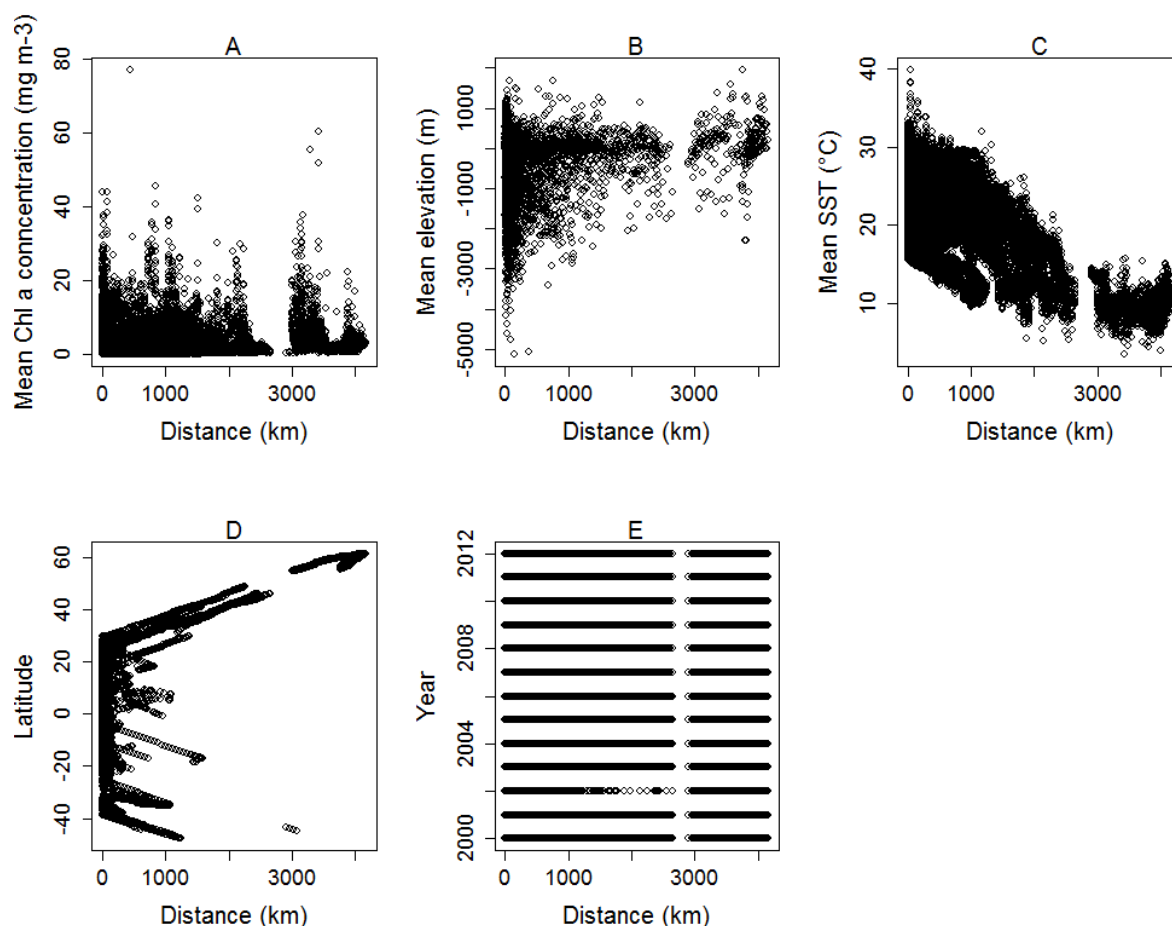 A
Mean Chl a concentration (mg m-3)
0 20 40 60 80
0 1000 3000
Distance (km)
B
Mean elevation (m)
-5000 -3000 -1000 1000
0 1000 3000
Distance (km)
C
Mean SST (°C)
10 20 30 40
0 1000 3000
Distance (km)
D
Latitude
-40 -20 0 20 40 60
0 1000 3000
Distance (km)
E
Year
2000 2004 2008 2012
0 1000 3000
Distance (km)